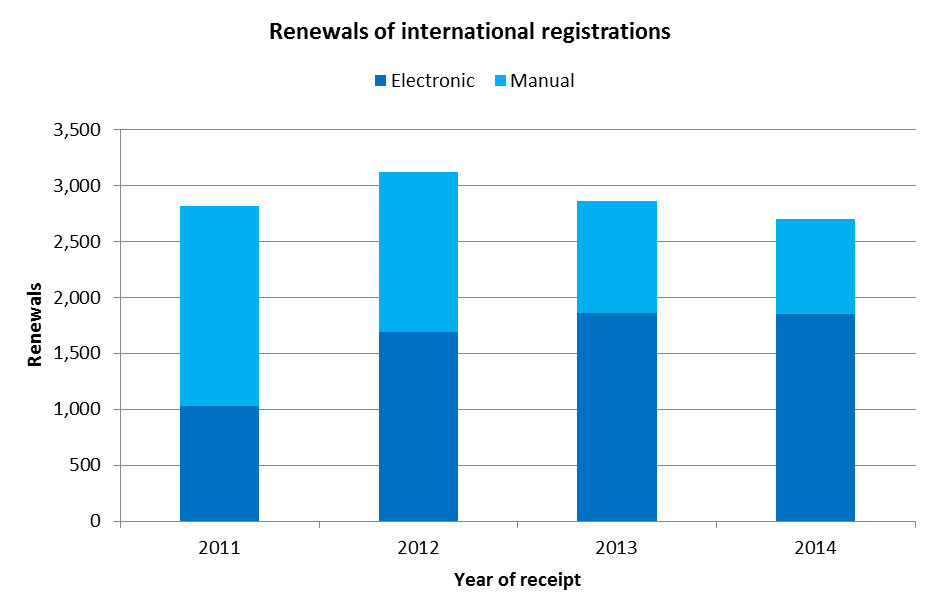 Renewals of international registrations
Electronic Manual
3,500
3,000
2,500
2,000
1,500
1,000
500
0
Renewals
2011 2012 2013 2014
Year of receipt